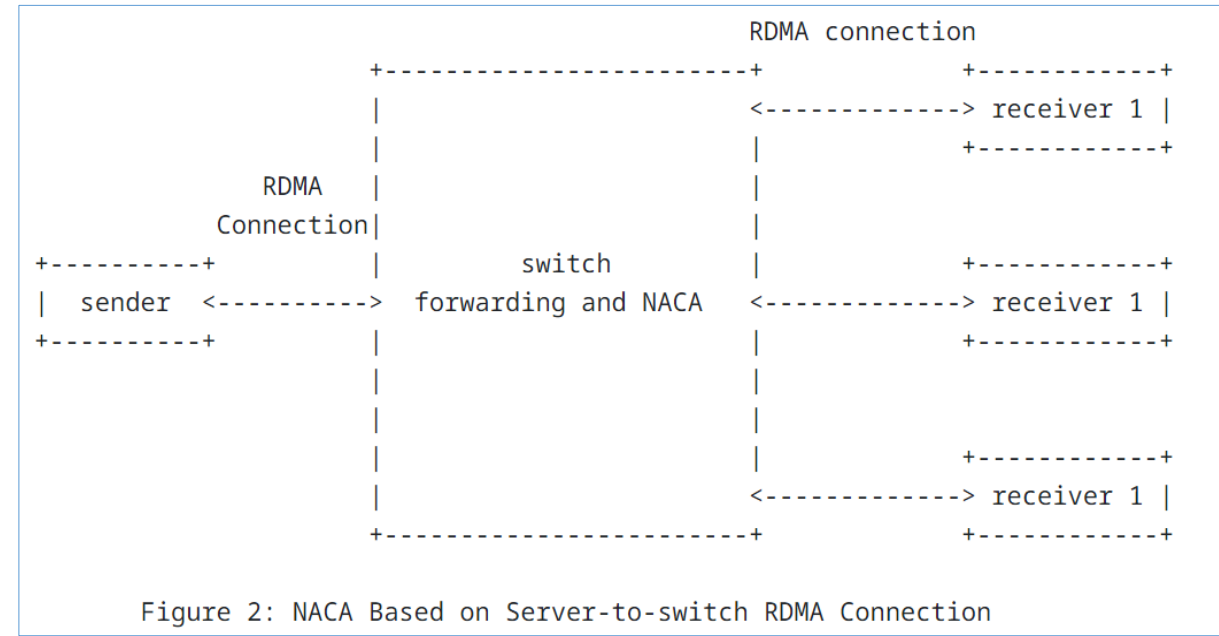 RDMA connection
+------------------------+ +------------+
| <-------------> receiver 1 |
| | +------------+
RDMA | |
Connection| |
+----------+ | switch | +------------+
| sender <----------> forwarding and NACA <-------------> receiver 1 |
+----------+ | | +------------+
| |
| |
| | +------------+
| <-------------> receiver 1 |
+------------------------+ +------------+
Figure 2: NACA Based on Server-to-switch RDMA Connection